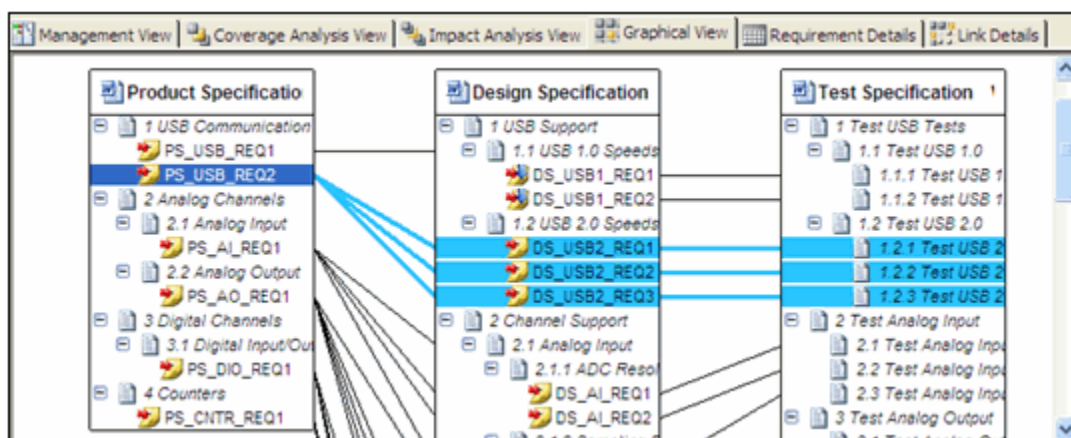 Management View Coverage Analysis View Impact Analysis View Graphical View Requirement Details Link Details
Product Specificatio
1 USB Communication
PS_USB_REQ1
PS_USB_REQ2
2 Analog Channels
2.1 Analog Input
PS_AI_REQ1
2.2 Analog Output
PS_AO_REQ1
3 Digital Channels
3.1 Digital Input/Ou
PS_DIO_REQ1
4 Counters
PS_CNTR_REQ1
Design Specification
1 USB Support
1.1 USB 1.0 Speeds
DS_USB1_REQ1
DS_USB1_REQ2
1.2 USB 2.0 Speeds
DS_USB2_REQ1
DS_USB2_REQ2
DS_USB2_REQ3
2 Channel Support
2.1 Analog Input
2.1.1 ADC Resol
DS_AI_REQ1
DS_AI_REQ2
Test Specification
1 Test USB Tests
1.1 Test USB 1.0
1.1.1 Test USB 1
1.1.2 Test USB 1
1.2 Test USB 2.0
1.2.1 Test USB 2
1.2.2 Test USB 2
1.2.3 Test USB 2
2 Test Analog Input
2.1 Test Analog Inpu
2.2 Test Analog Inpu
2.3 Test Analog Inpu
3 Test Analog Output